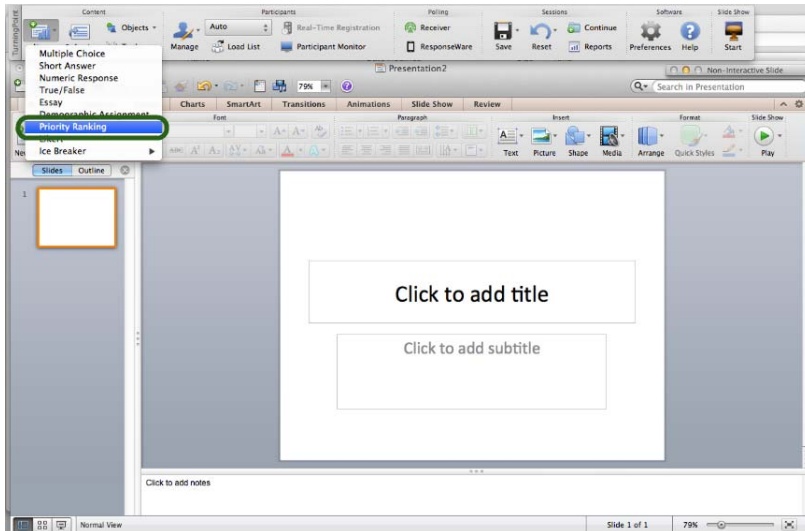 TurningPoint
Content Participants Polling Sessions Software Slide Show
Objects Auto Real-Time Registration Receiver Continue
Manage Load List Participant Monitor ResponseWare Save Reset Reports Preferences Help Start
Multiple Choice
Short Answer
Numeric Response
True/False
Essay
Demographic Assignment
Priority Ranking
Ice Breaker
Presentation2
Non-Interactive Slide
79%
Search in Presentation
Charts SmartArt Transitions Animations Slide Show Review
Font Paragraph Insert Format Slide Show
Text Picture Shape Media Arrange Quick Styles Play
Slides Outline
1
Click to add title
Click to add subtitle
Click to add notes
Normal View Slide 1 of 1 79%